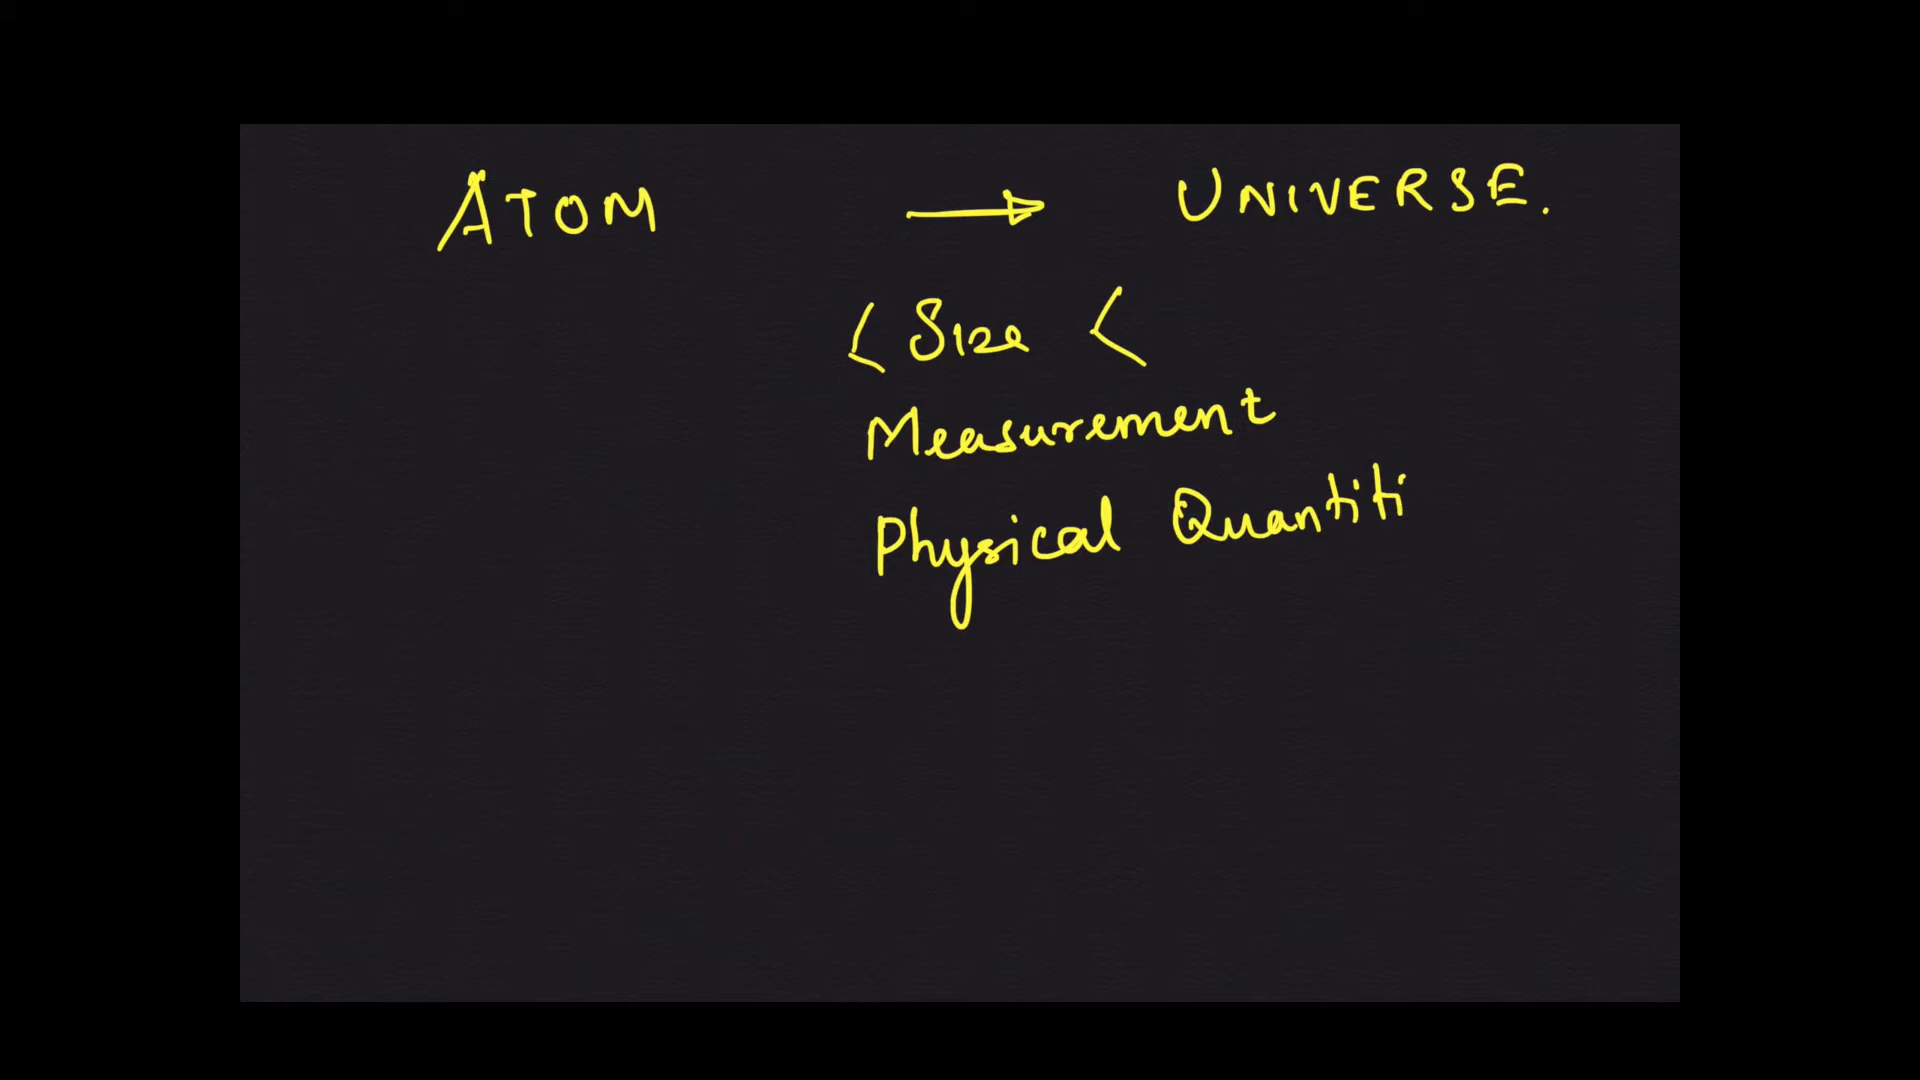 ATOM → UNIVERSE.
< Size <
Measurement
Physical Quantiti